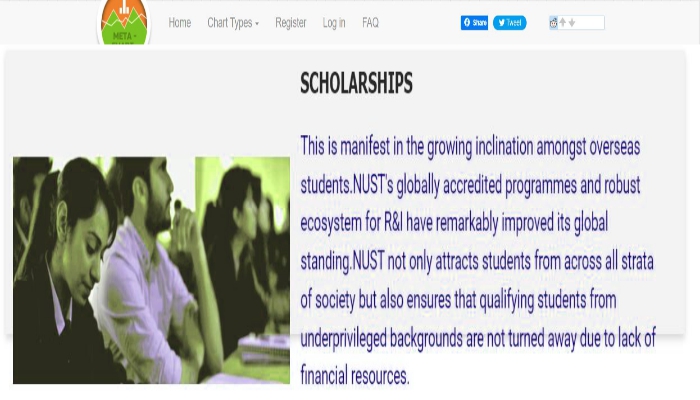 Home Chart Types Register Log in FAQ Share Tweet
META -
SCHOLARSHIPS
This is manifest in the growing inclination amongst overseas
students.NUST's globally accredited programmes and robust
ecosystem for R&I have remarkably improved its global
standing.NUST not only attracts students from across all strata
of society but also ensures that qualifying students from
underprivileged backgrounds are not turned away due to lack of
financial resources.